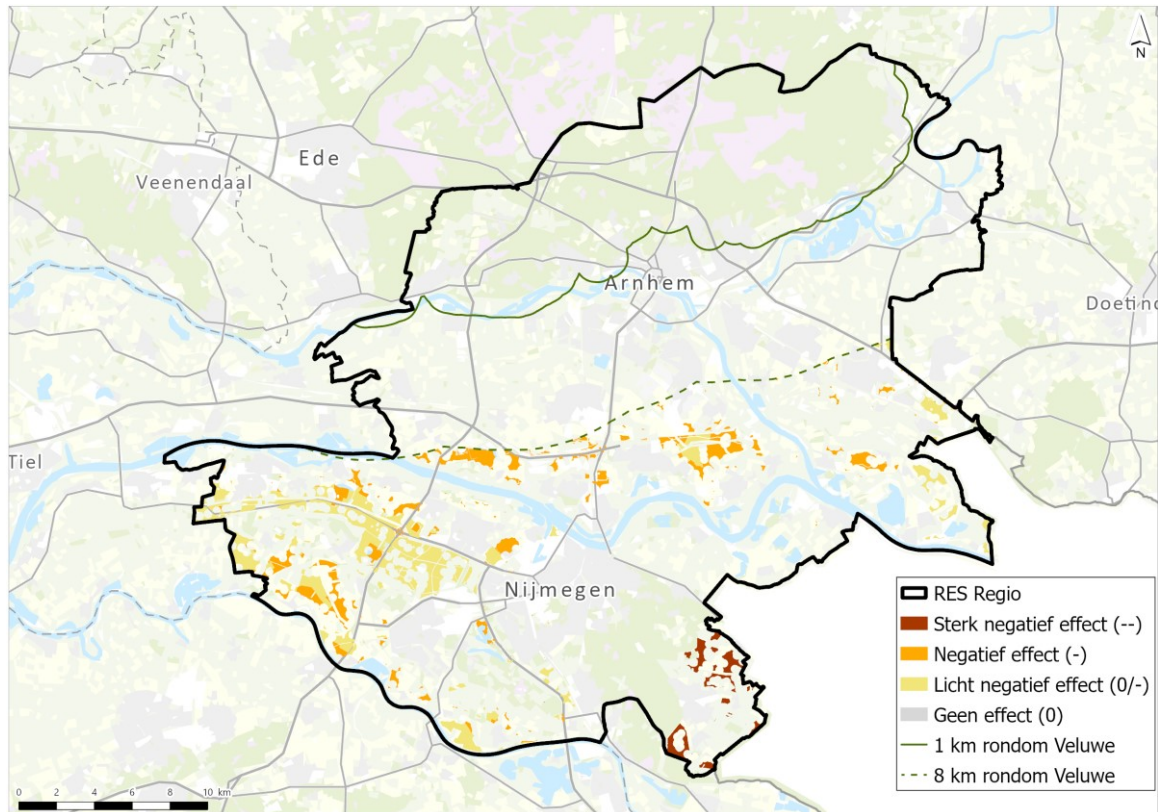 N
Ede
Veenendaal
Arnhem
Doetinc
Tiel
Nijmegen
RES Regio
Sterk negatief effect (--)
Negatief effect (-)
Licht negatief effect (0/-)
Geen effect (0)
1 km rondom Veluwe
8 km rondom Veluwe
0 2 4 6 8 10 km